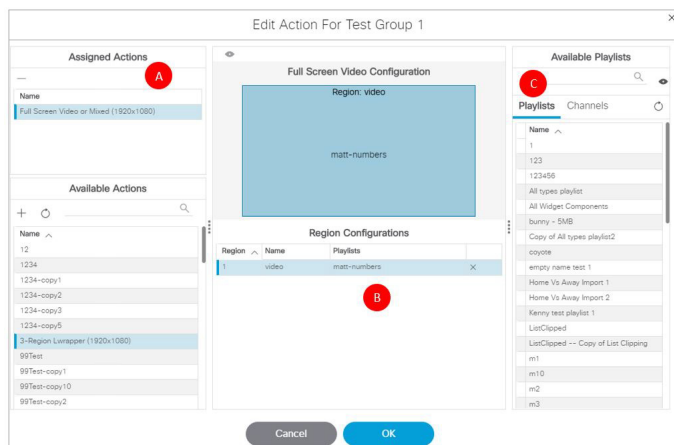 Edit Action For Test Group 1
×
Assigned Actions
A
Name
Full Screen Video or Mixed (1920x1080)
Available Actions
Name
12
1234
1234-copy1
1234-copy2
1234-copy3
1234-copy5
3-Region Lwrapper (1920x1080)
99Test
99Test-copy1
99Test-copy10
99Test-copy2
Full Screen Video Configuration
Region: video
matt-numbers
Region Configurations
Region Name Playlists
1 video matt-numbers ×
B
Available Playlists
C
Playlists Channels
Name
1
123
123456
All types playlist
All Widget Components
bunny - 5MB
Copy of All types playlist2
coyote
empty name test 1
Home Vs Away Import 1
Home Vs Away Import 2
Kenny test playlist 1
ListClipped
ListClipped -- Copy of List Clipping
m1
m10
m2
m3
Cancel OK